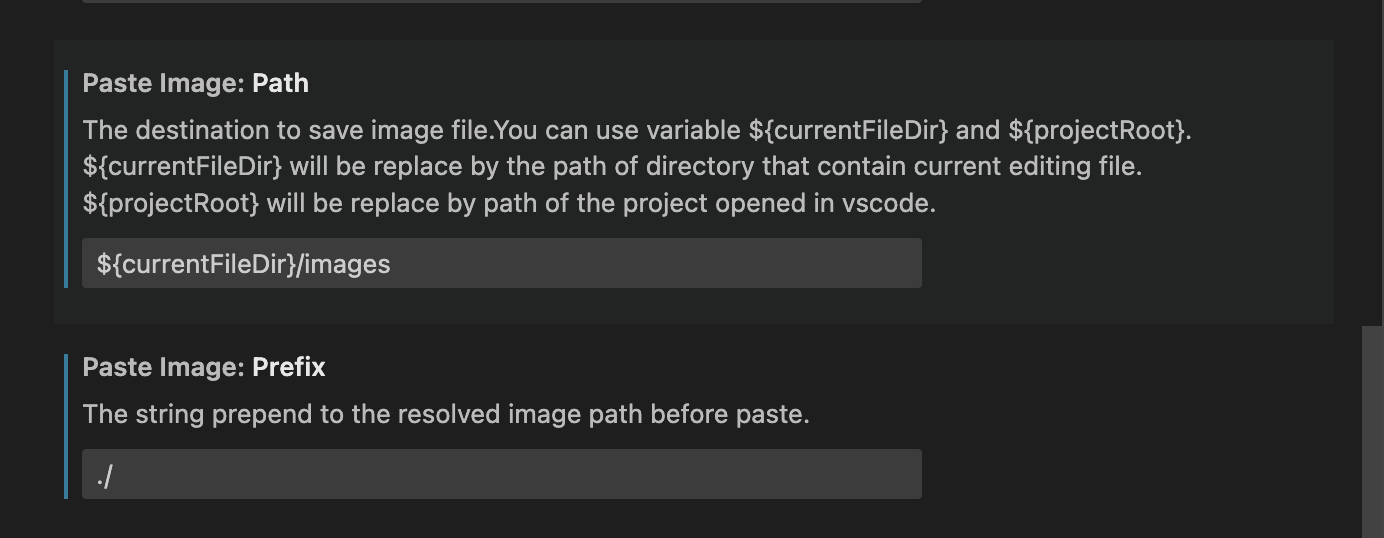 Paste Image: Path
The destination to save image file.You can use variable ${currentFileDir} and ${projectRoot}.
${currentFileDir} will be replace by the path of directory that contain current editing file.
${projectRoot} will be replace by path of the project opened in vscode.
${currentFileDir}/images
Paste Image: Prefix
The string prepend to the resolved image path before paste.
./